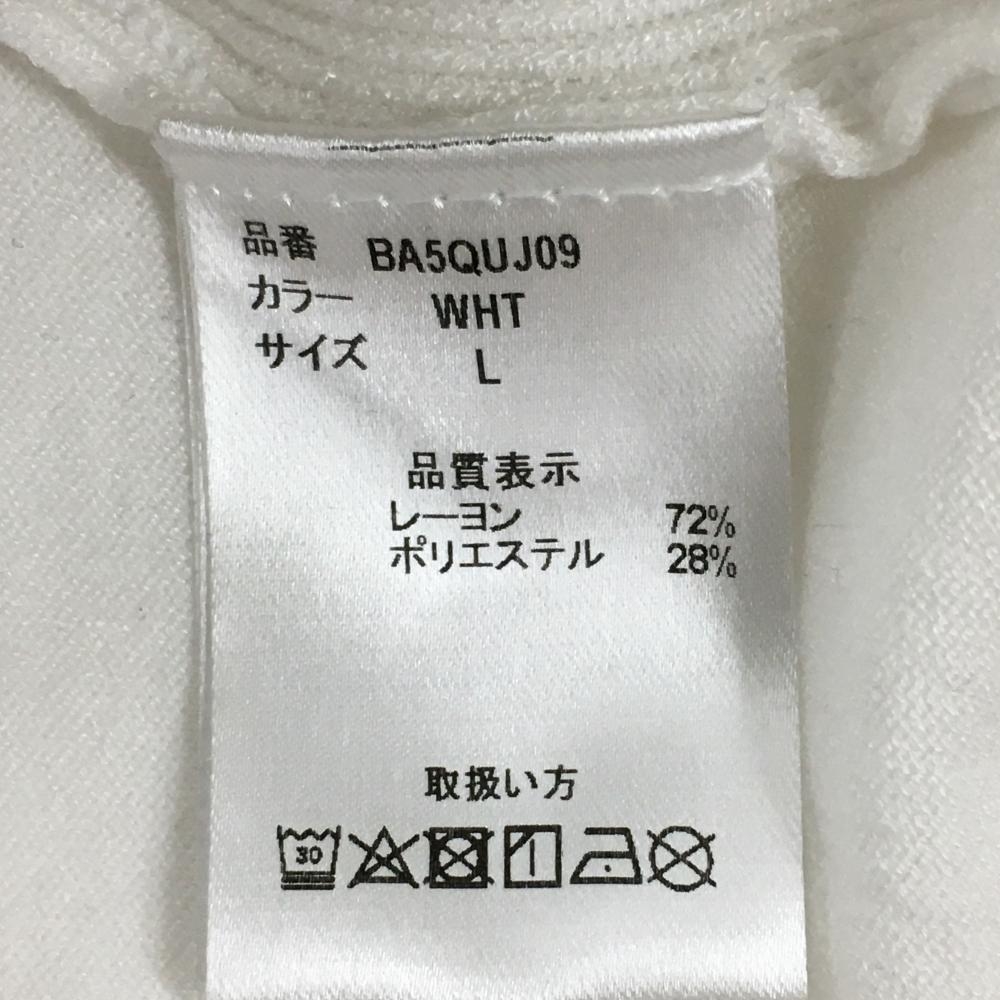 品番 BA5QUJ09
カラー WHT
サイズ L
品質表示
レーヨン 72%
ポリエステル 28%
取扱い方
30